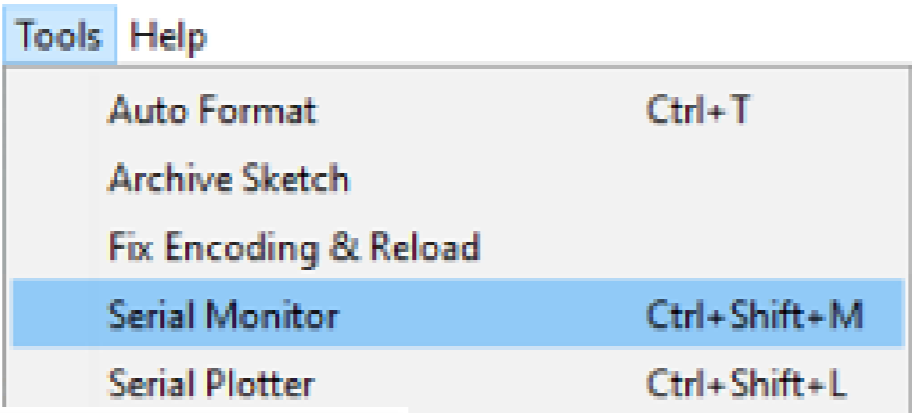 Tools Help
Auto Format Ctrl+T
Archive Sketch
Fix Encoding & Reload
Serial Monitor Ctrl+Shift+M
Serial Plotter Ctrl+Shift+L